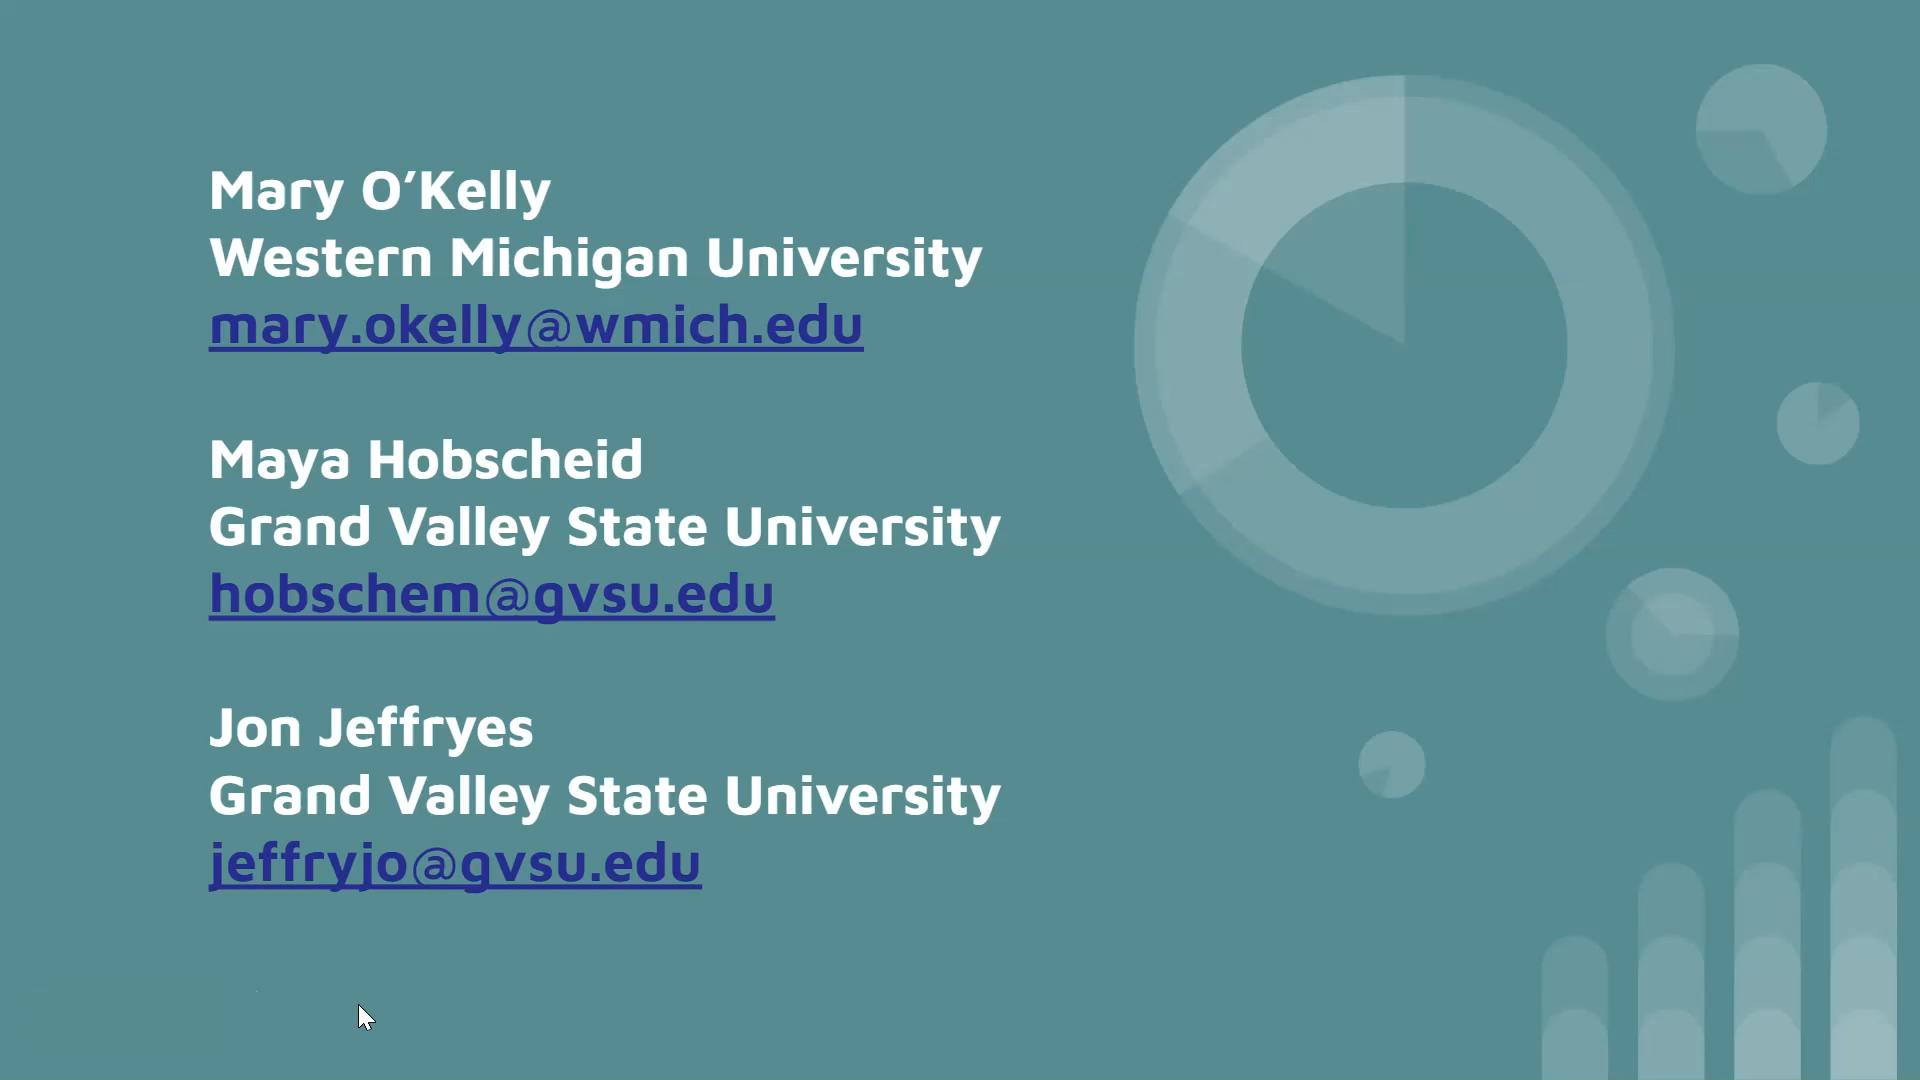 Mary O’Kelly
Western Michigan University
mary.okelly@wmich.edu
Maya Hobscheid
Grand Valley State University
hobschem@gvsu.edu
Jon Jeffryes
Grand Valley State University
jeffryjo@gvsu.edu